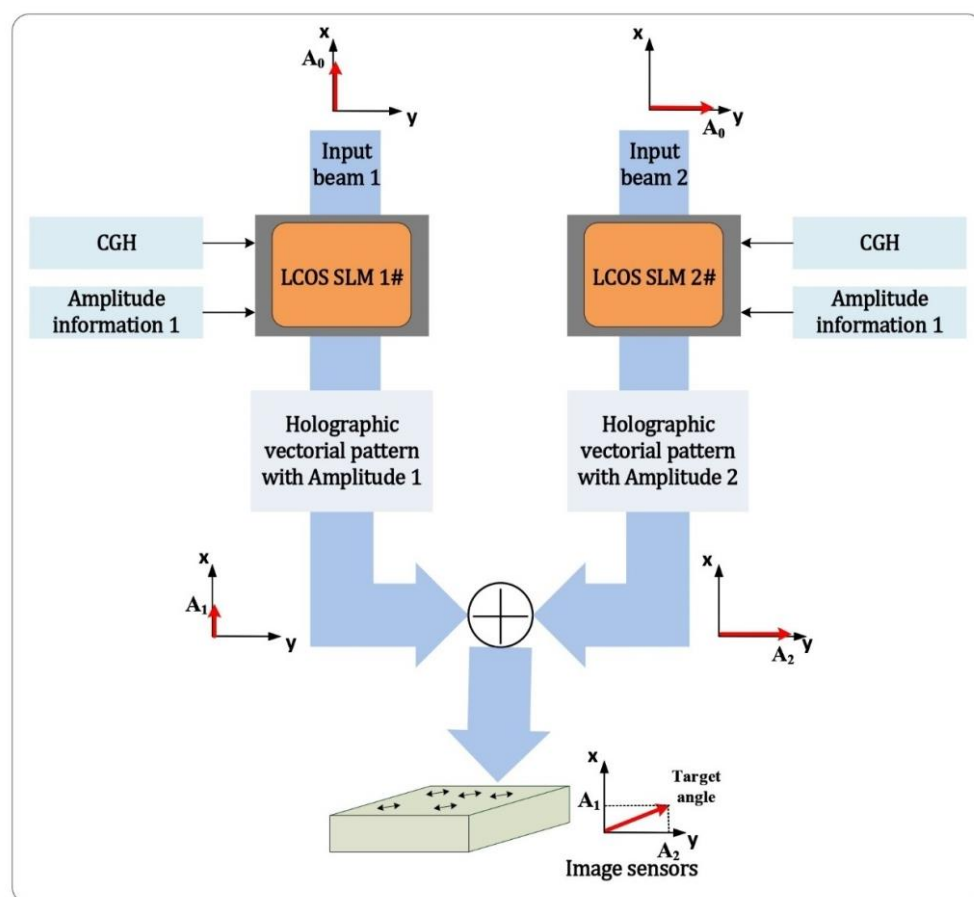 x
A0
y
x
A0
y
Input
beam 1
Input
beam 2
CGH
LCOS SLM 1#
LCOS SLM 2#
CGH
Amplitude
information 1
Amplitude
information 1
Holographic
vectorial pattern
with Amplitude 1
Holographic
vectorial pattern
with Amplitude 2
x
A1
y
x
A2
y
x
Target
angle
A1
y
A2
Image sensors